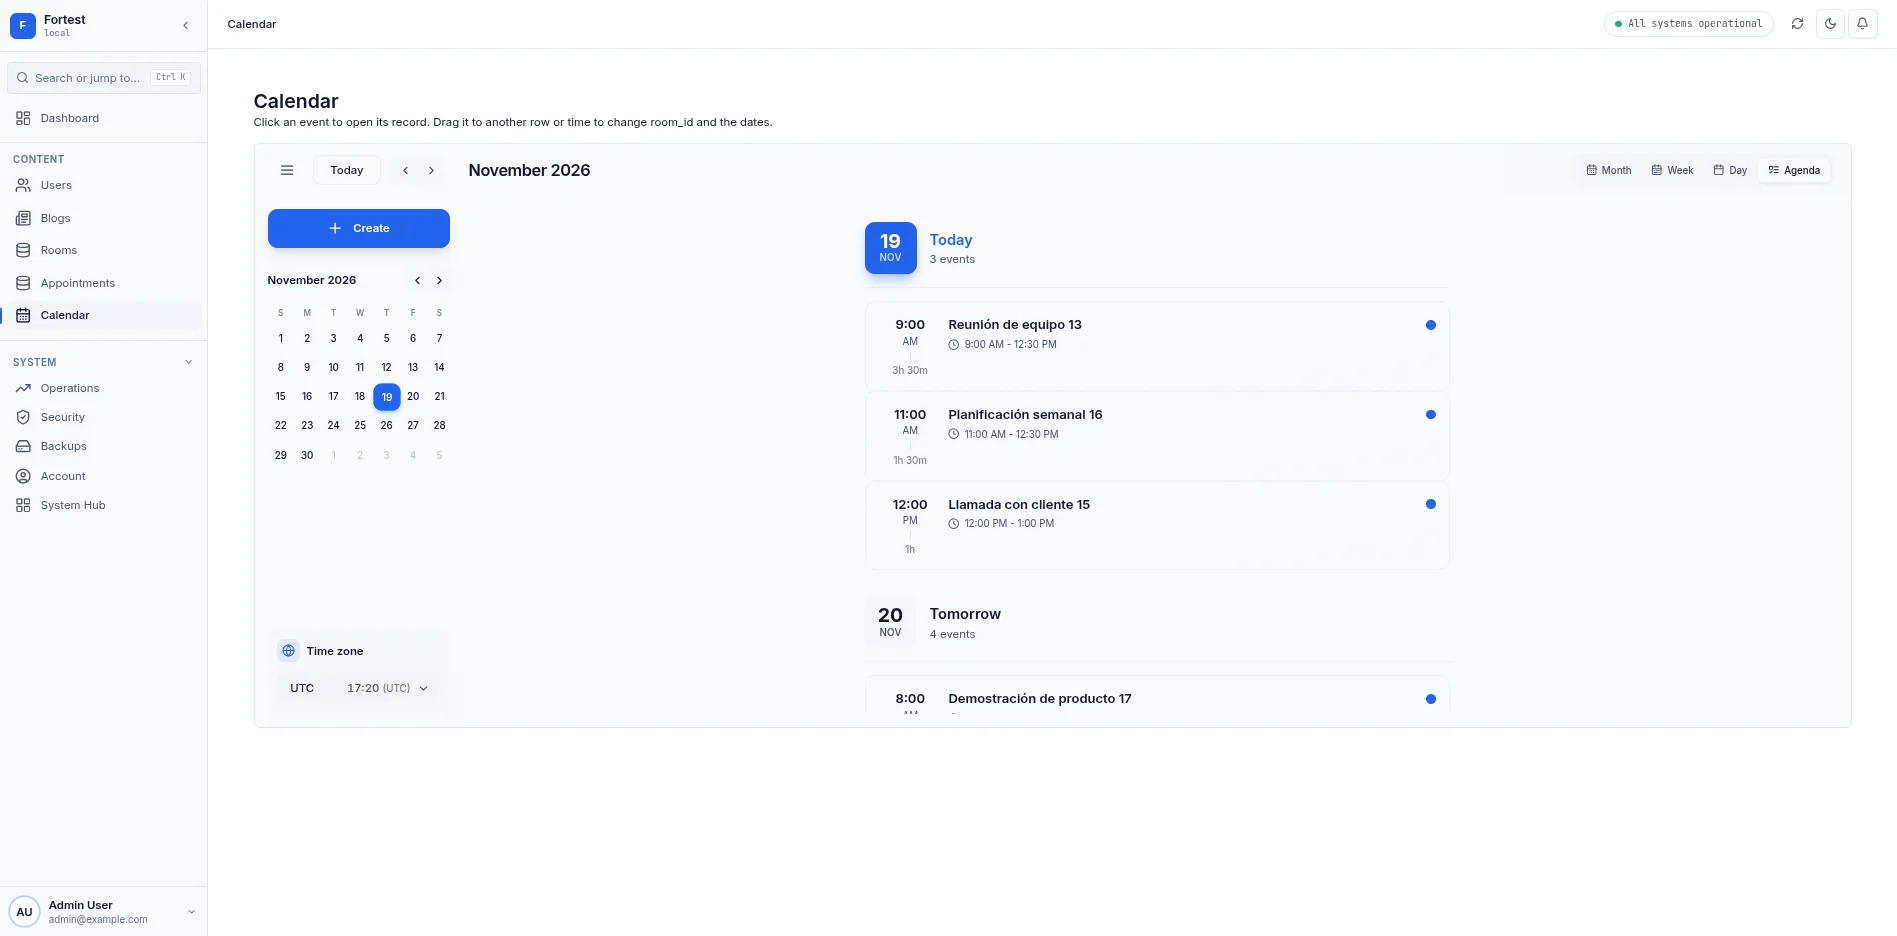 Fortest
local
Search or jump to...
Ctrl K
Dashboard
CONTENT
Users
Blogs
Rooms
Appointments
Calendar
SYSTEM
Operations
Security
Backups
Account
System Hub
AU
Admin User
admin@example.com
Calendar
All systems operational
Calendar
Click an event to open its record. Drag it to another row or time to change room_id and the dates.
Today
November 2026
Month
Week
Day
Agenda
Create
November 2026
S M T W T F S
1 2 3 4 5 6 7
8 9 10 11 12 13 14
15 16 17 18 19 20 21
22 23 24 25 26 27 28
29 30 1 2 3 4 5
Time zone
UTC 17:20 (UTC)
19 NOV
Today
3 events
9:00 AM
3h 30m
Reunión de equipo 13
9:00 AM - 12:30 PM
11:00 AM
1h 30m
Planificación semanal 16
11:00 AM - 12:30 PM
12:00 PM
1h
Llamada con cliente 15
12:00 PM - 1:00 PM
20 NOV
Tomorrow
4 events
8:00 AM
Demostración de producto 17